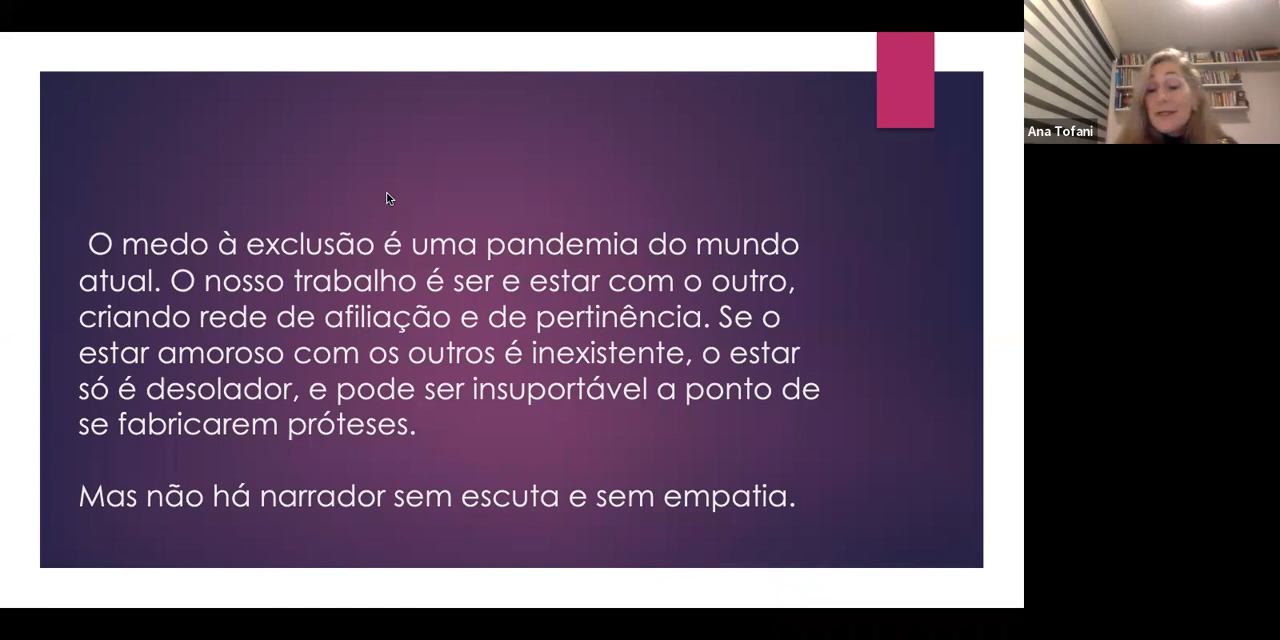 O medo à exclusão é uma pandemia do mundo
atual. O nosso trabalho é ser e estar com o outro,
criando rede de afiliação e de pertinência. Se o
estar amoroso com os outros é inexistente, o estar
só é desolador, e pode ser insuportável a ponto de
se fabricarem próteses.
Mas não há narrador sem escuta e sem empatia.
Ana Tofani